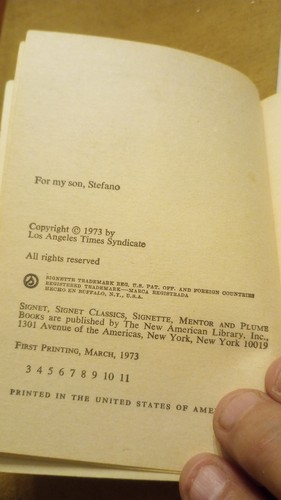 For my son, Stefano
Copyright © 1973 by
Los Angeles Times Syndicate
All rights reserved
SIGNETTE TRADEMARK REG. U.S. PAT. OFF. AND FOREIGN COUNTRIES
REGISTERED TRADEMARK—MARCA REGISTRADA
HECHO EN BUFFALO, N.Y., U.S.A.
SIGNET, SIGNET CLASSICS, SIGNETTE, MENTOR AND PLUME
BOOKS are published by The New American Library, Inc.,
1301 Avenue of the Americas, New York, New York 10019
FIRST PRINTING, MARCH, 1973
3 4 5 6 7 8 9 10 11
PRINTED IN THE UNITED STATES OF AMER